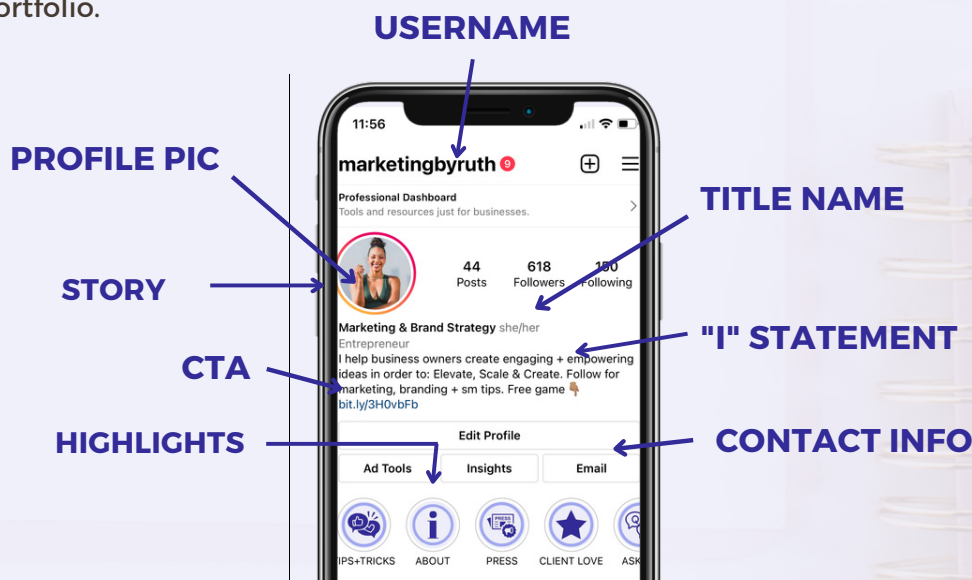 ortfolio.
USERNAME
11:56
PROFILE PIC
marketingbyruth 9
Professional Dashboard
Tools and resources just for businesses.
TITLE NAME
44 618 150
Posts Followers Following
STORY
Marketing & Brand Strategy she/her
Entrepreneur
"I" STATEMENT
I help business owners create engaging + empowering
ideas in order to: Elevate, Scale & Create. Follow for
CTA
marketing, branding + sm tips. Free game 👇🏽
bit.ly/3H0vbFb
HIGHLIGHTS
Edit Profile
CONTACT INFO
Ad Tools Insights Email
PRESS
IPS+TRICKS ABOUT PRESS CLIENT LOVE ASK